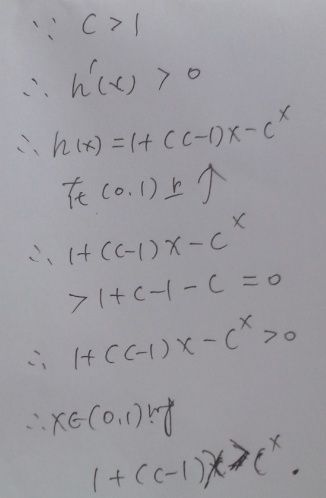 ∵ c>1
∴ h'(x) > 0
∴ h(x)=1+(c-1)x-c^x
在(0,1)上↑
∴ 1+(c-1)x-c^x
>1+c-1-c=0
∴ 1+(c-1)x-c^x>0
∴x∈(0,1)时
1+(c-1)x>c^x.